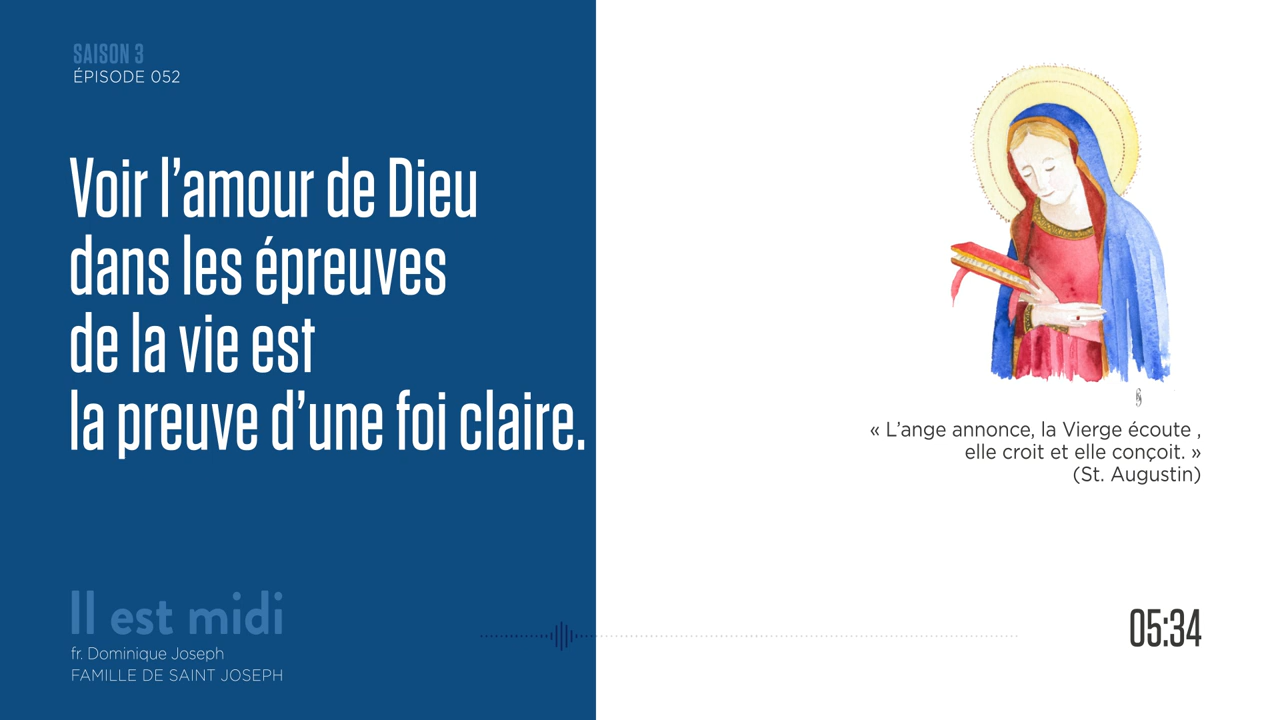 SAISON 3
ÉPISODE 052
Voir l’amour de Dieu
dans les épreuves
de la vie est
la preuve d’une foi claire.
« L’ange annonce, la Vierge écoute ,
elle croit et elle conçoit. »
(St. Augustin)
Il est midi
fr. Dominique Joseph
FAMILLE DE SAINT JOSEPH
05:34